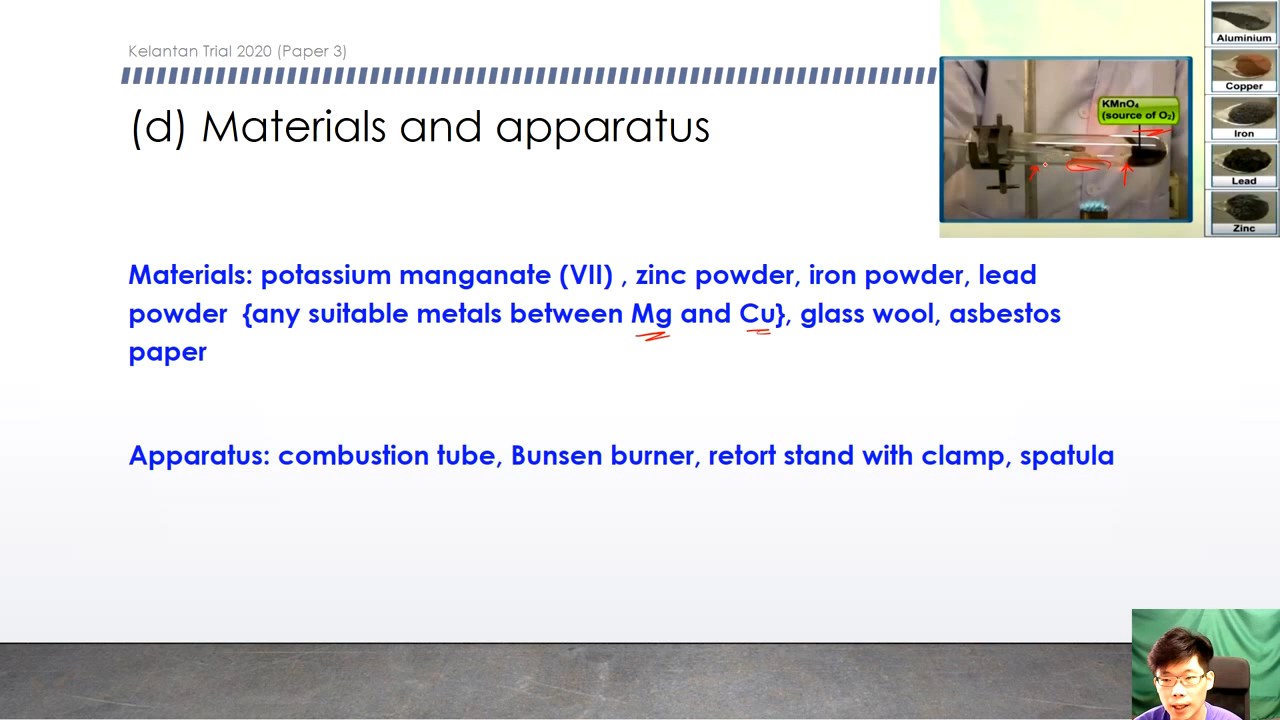 Kelantan Trial 2020 (Paper 3)
(d) Materials and apparatus
KMnO₄
(source of O₂)
Aluminium
Copper
Iron
Lead
Zinc
Materials: potassium manganate (VII) , zinc powder, iron powder, lead
powder {any suitable metals between Mg and Cu}, glass wool, asbestos
paper
Apparatus: combustion tube, Bunsen burner, retort stand with clamp, spatula